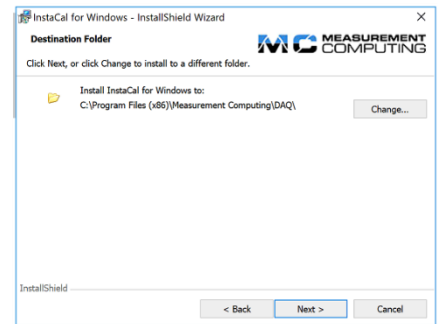 InstaCal for Windows - InstallShield Wizard
Destination Folder
MC MEASUREMENT COMPUTING
Click Next, or click Change to install to a different folder.
Install InstaCal for Windows to:
C:\Program Files (x86)\Measurement Computing\DAQ\
Change...
InstallShield
< Back Next > Cancel